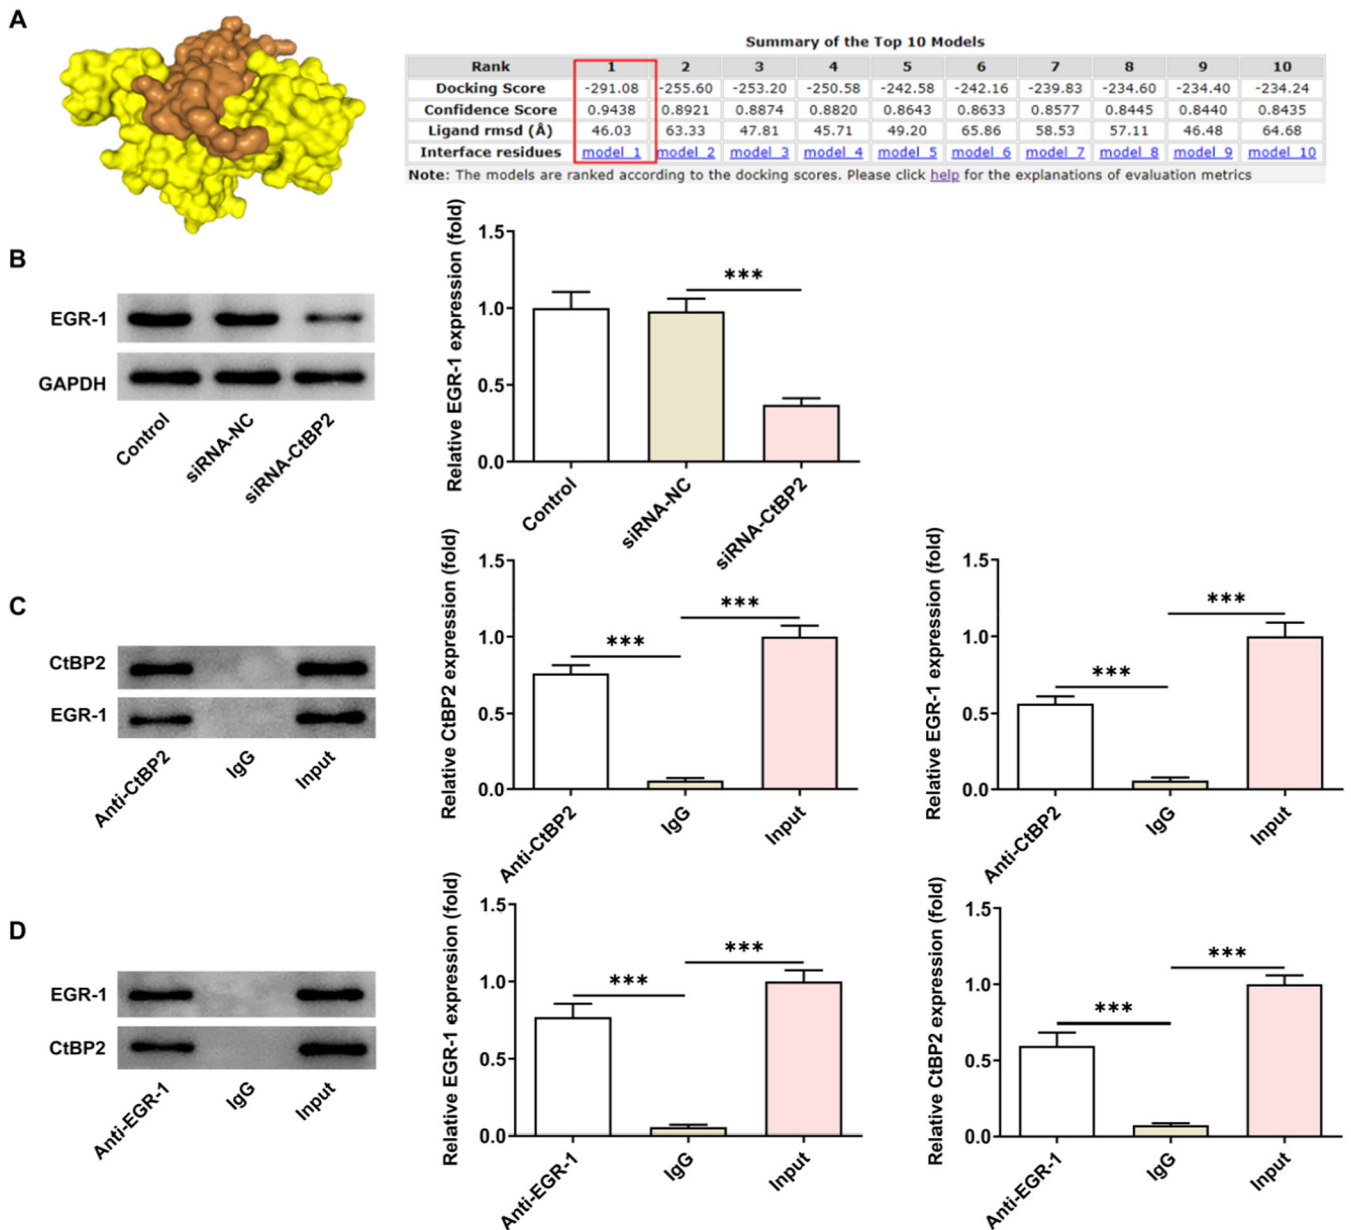 A
Summary of the Top 10 Models
Rank 1 2 3 4 5 6 7 8 9 10
Docking Score -291.08 -255.60 -253.20 -250.58 -242.58 -242.16 -239.83 -234.60 -234.40 -234.24
Confidence Score 0.9438 0.8921 0.8874 0.8820 0.8643 0.8633 0.8577 0.8445 0.8440 0.8435
Ligand rmsd (Å) 46.03 63.33 47.81 45.71 49.20 65.86 58.53 57.11 46.48 64.68
Interface residues model_1 model_2 model_3 model_4 model_5 model_6 model_7 model_8 model_9 model_10
Note: The models are ranked according to the docking scores. Please click help for the explanations of evaluation metrics
B
EGR-1
GAPDH
Control
siRNA-NC
siRNA-CtBP2
Relative EGR-1 expression (fold)
1.5
1.0
0.5
0.0
***
Control
siRNA-NC
siRNA-CtBP2
C
CtBP2
EGR-1
Anti-CtBP2
IgG
Input
Relative CtBP2 expression (fold)
1.5
1.0
0.5
0.0
***
***
Anti-CtBP2
IgG
Input
Relative EGR-1 expression (fold)
1.5
1.0
0.5
0.0
***
***
Anti-CtBP2
IgG
Input
D
EGR-1
CtBP2
Anti-EGR-1
IgG
Input
Relative EGR-1 expression (fold)
1.5
1.0
0.5
0.0
***
***
Anti-EGR-1
IgG
Input
Relative CtBP2 expression (fold)
1.5
1.0
0.5
0.0
***
***
Anti-EGR-1
IgG
Input